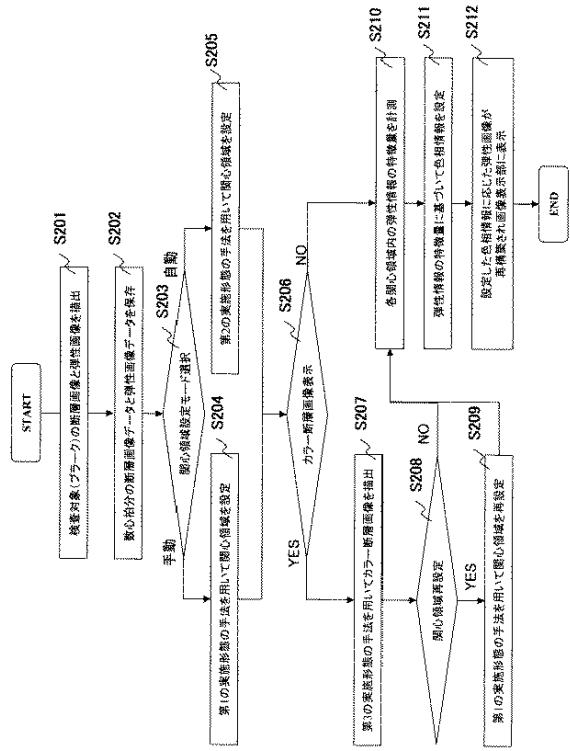 START
検査対象(プラーク)の断層画像と弾性画像を描出
S201
数心拍分の断層画像データと弾性画像データを保存
S202
関心領域設定モード選択
S203
手動
自動
第1の実施形態の手法を用いて関心領域を設定
S204
第2の実施形態の手法を用いて関心領域を設定
S205
カラー断層画像表示
S206
YES
NO
第3の実施形態の手法を用いてカラー断層画像を描出
S207
関心領域再設定
S208
NO
YES
第1の実施形態の手法を用いて関心領域を再設定
S209
各関心領域内の弾性情報の特徴量を計測
S210
弾性情報の特徴量に基づいて色相情報を設定
S211
設定した色相情報に応じた弾性画像が
再構築され画像表示部に表示
S212
END